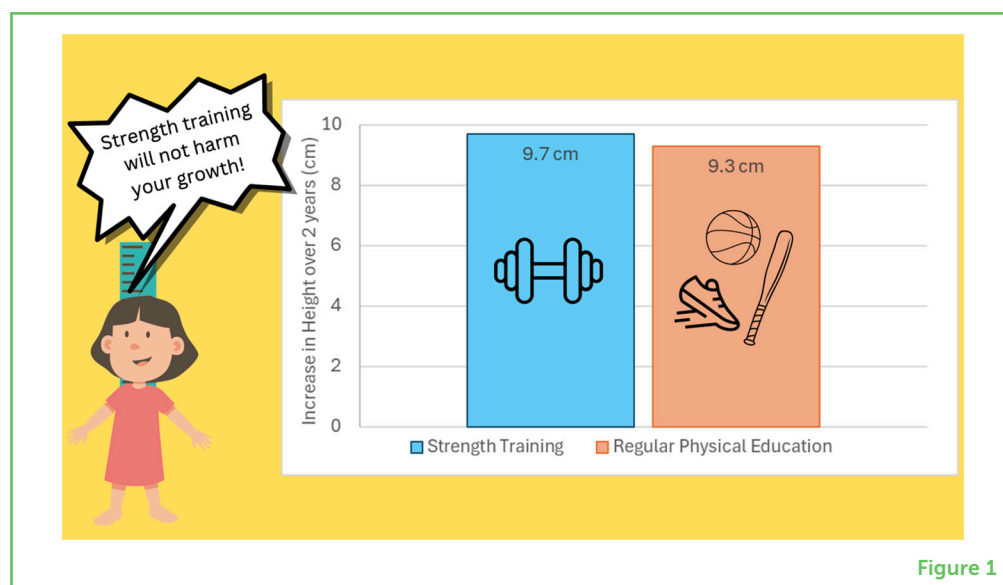 Strength training
will not harm
your growth!
Increase in Height over 2 years (cm)
10
8
6
4
2
0
9.7 cm
9.3 cm
Strength Training
Regular Physical Education
Figure 1